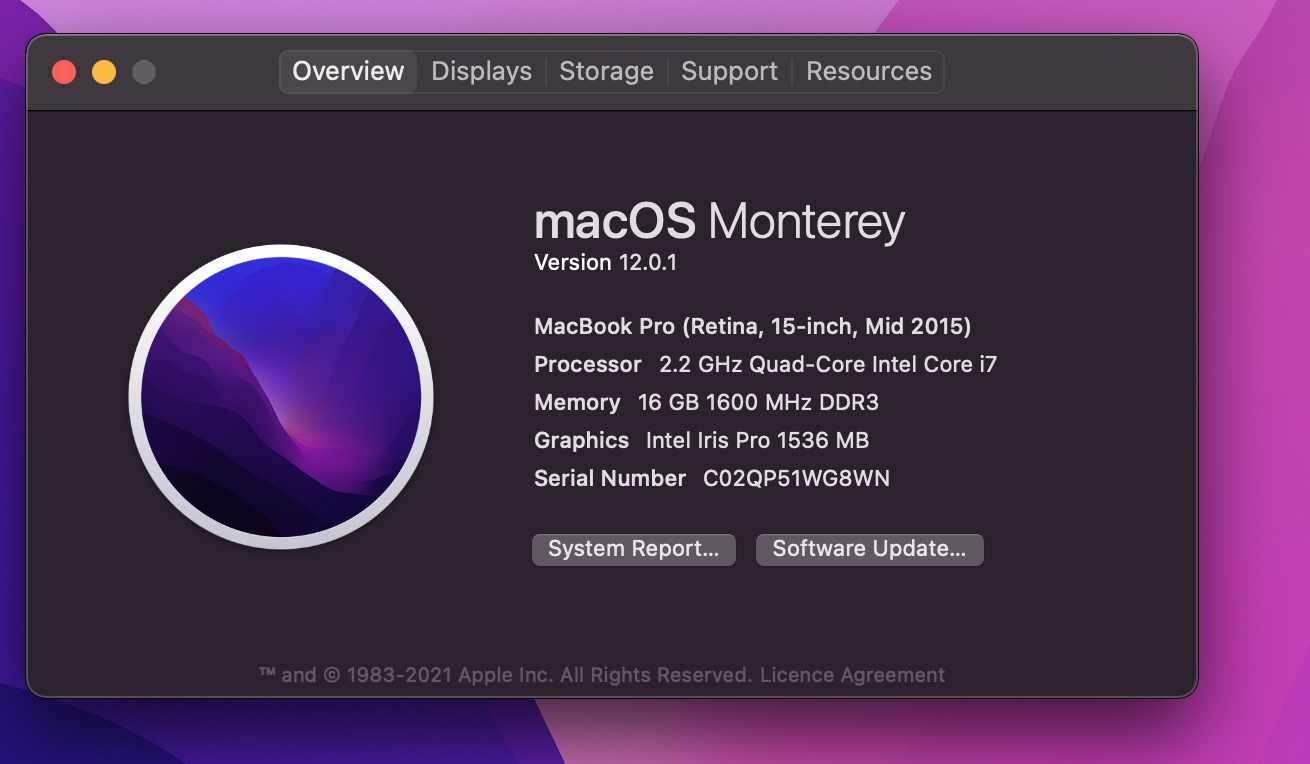 Overview Displays Storage Support Resources
macOS Monterey
Version 12.0.1
MacBook Pro (Retina, 15-inch, Mid 2015)
Processor 2.2 GHz Quad-Core Intel Core i7
Memory 16 GB 1600 MHz DDR3
Graphics Intel Iris Pro 1536 MB
Serial Number C02QP51WG8WN
System Report... Software Update...
™ and © 1983-2021 Apple Inc. All Rights Reserved. Licence Agreement